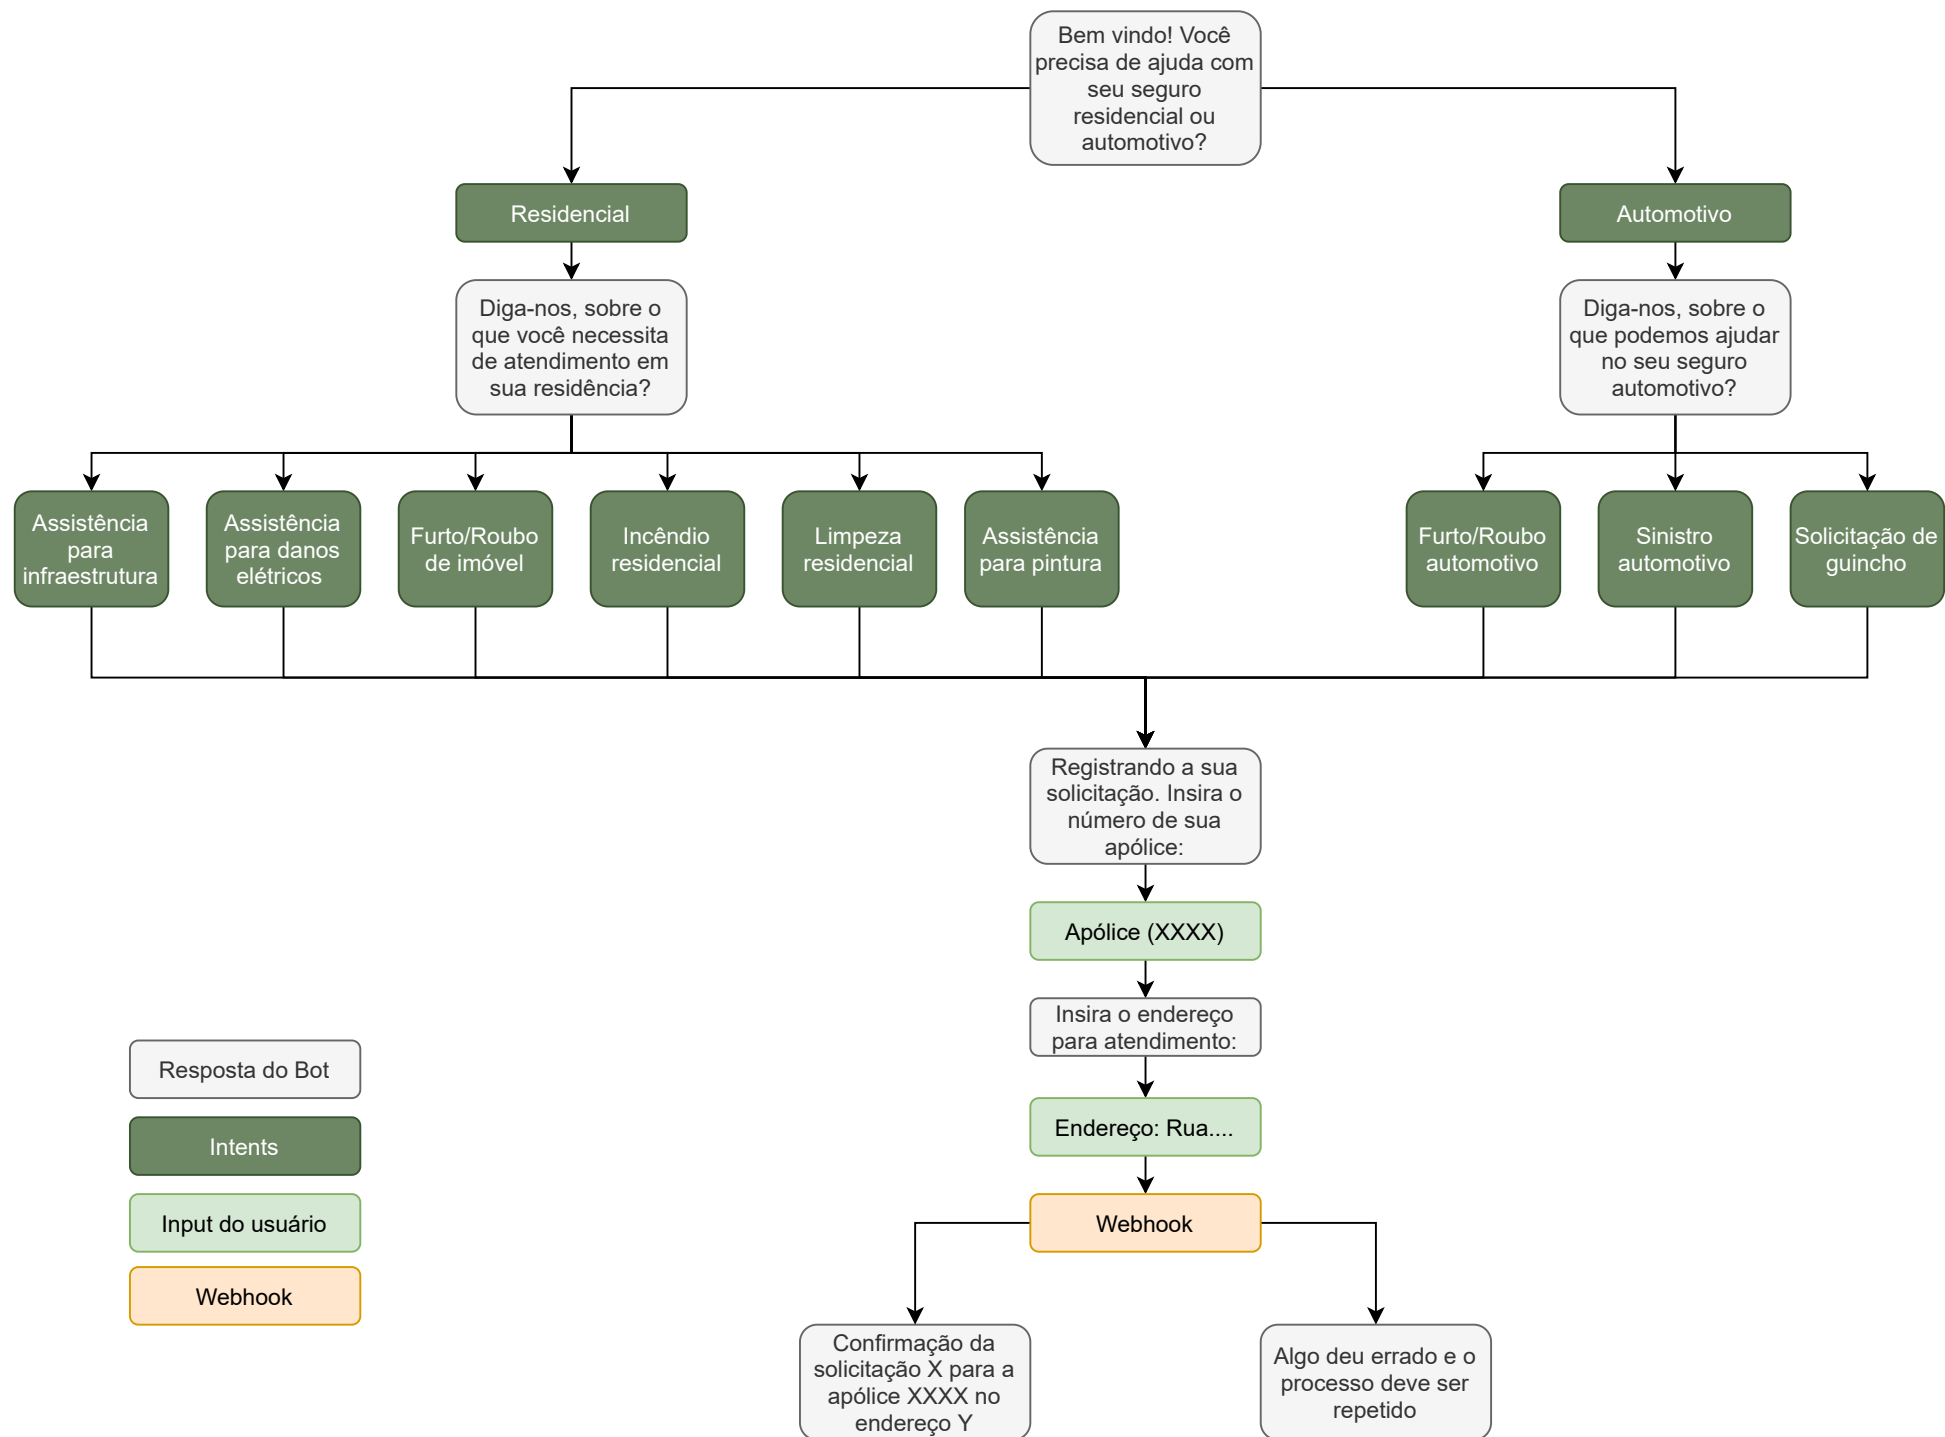 Bem vindo! Você
precisa de ajuda com
seu seguro
residencial ou
automotivo?
Residencial
Automotivo
Diga-nos, sobre o
que você necessita
de atendimento em
sua residência?
Diga-nos, sobre o
que podemos ajudar
no seu seguro
automotivo?
Assistência
para
infraestrutura
Assistência
para danos
elétricos
Furto/Roubo
de imóvel
Incêndio
residencial
Limpeza
residencial
Assistência
para pintura
Furto/Roubo
automotivo
Sinistro
automotivo
Solicitação de
guincho
Registrando a sua
solicitação. Insira o
número de sua
apólice:
Apólice (XXXX)
Insira o endereço
para atendimento:
Endereço: Rua....
Webhook
Confirmação da
solicitação X para a
apólice XXXX no
endereço Y
Algo deu errado e o
processo deve ser
repetido
Resposta do Bot
Intents
Input do usuário
Webhook